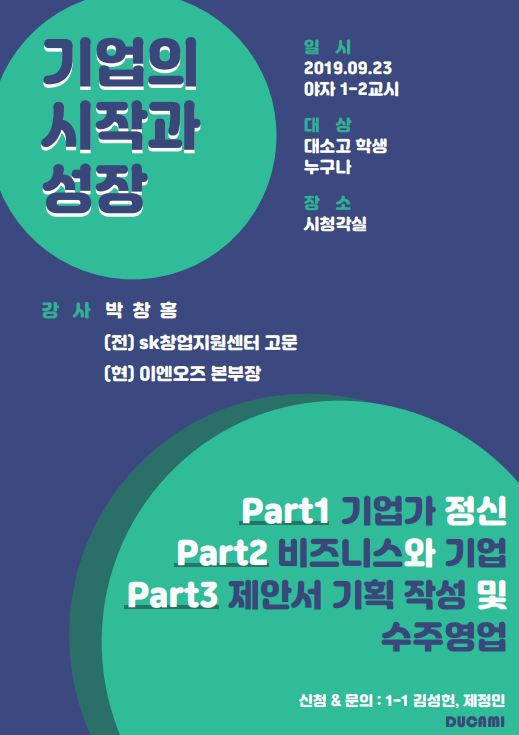 기업의
시작과
성장
일 시
2019.09.23
야자 1-2교시
대 상
대소고 학생
누구나
장 소
시청각실
강 사 박 창 홍
(전) sk창업지원센터 고문
(현) 이엔오즈 본부장
Part1 기업가 정신
Part2 비즈니스와 기업
Part3 제안서 기획 작성 및
수주영업
신청 & 문의 : 1-1 김성헌, 제정민
DUCAMI